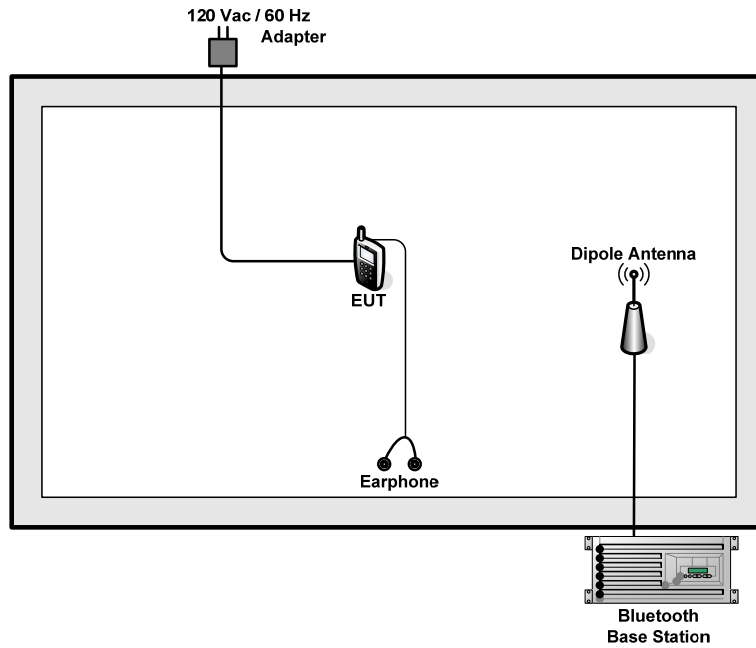 120 Vac / 60 Hz
Adapter
Dipole Antenna
EUT
Earphone
Bluetooth
Base Station